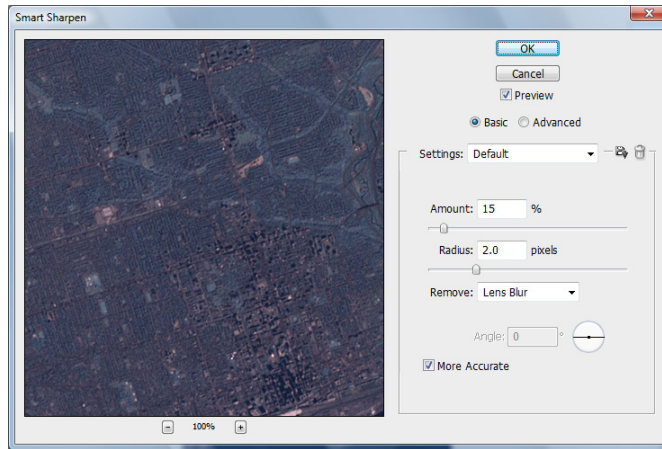 Smart Sharpen
OK
Cancel
Preview
Basic Advanced
Settings: Default
Amount: 15 %
Radius: 2.0 pixels
Remove: Lens Blur
Angle: 0 °
More Accurate
- 100% +